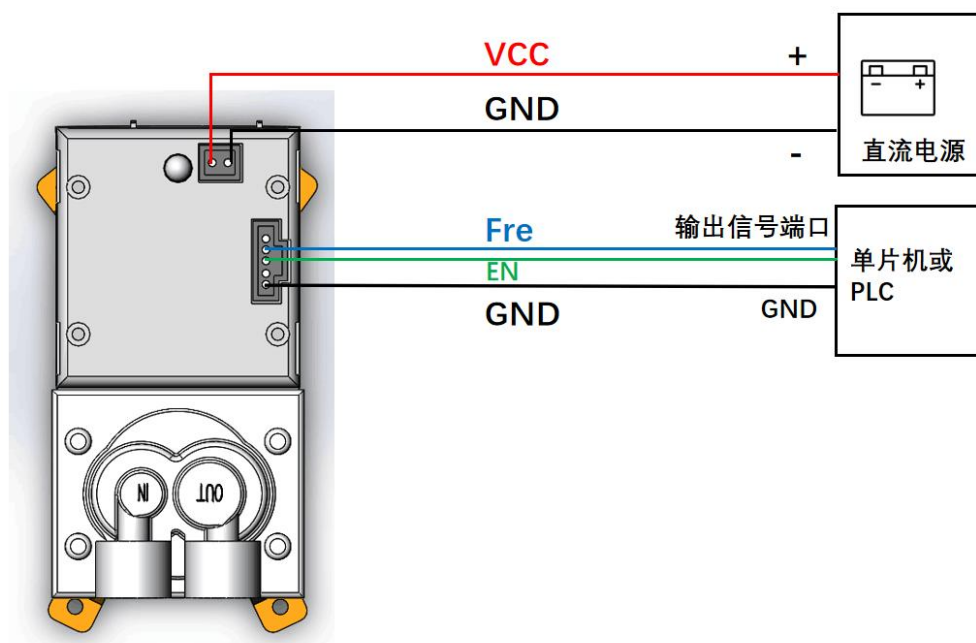 VCC
+
GND
- +
-
直流电源
Fre
输出信号端口
EN
单片机或
PLC
GND
GND
IN
OUT